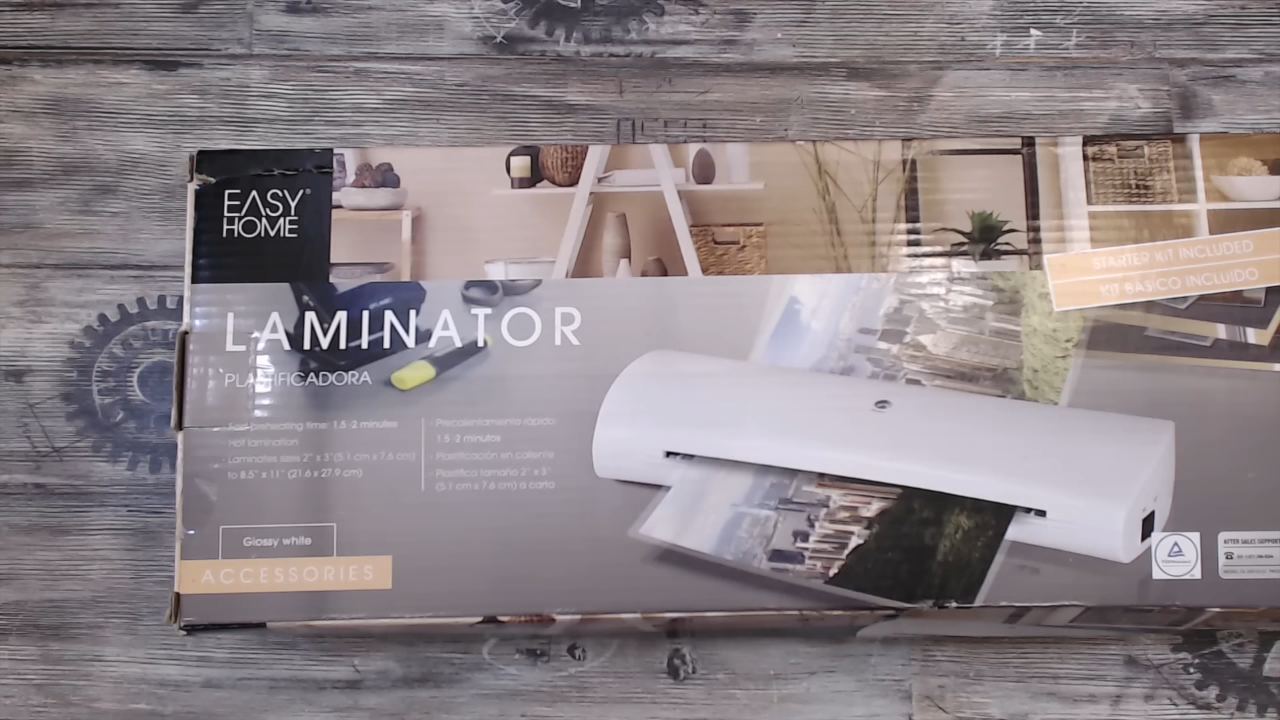 EASY
HOME
STARTER KIT INCLUDED
KIT BÁSICO INCLUIDO
LAMINATOR
PLASTIFICADORA
- Fast preheating time: 1.5 -2 minutes
- Hot lamination
- Laminates sizes 2" x 3"(5.1 cm x 7.6 cm)
to 8.5" x 11" (21.6 x 27.9 cm)
- Precalentamiento rápido:
1.5 -2 minutos
- Plastificación en caliente
- Plastifica tamaño 2" x 3"
(5.1 cm x 7.6 cm) a carta
Glossy white
ACCESSORIES
AFTER SALES SUPPORT